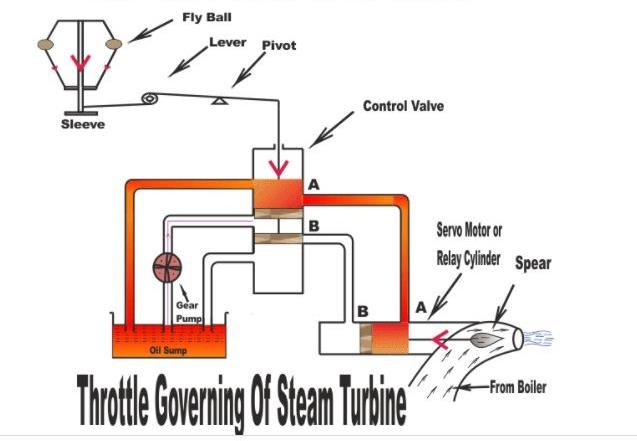 Fly Ball
Lever
Pivot
Sleeve
Control Valve
A
B
Servo Motor or
Relay Cylinder
Spear
Gear
Pump
B
A
Oil Sump
From Boiler
Throttle Governing Of Steam Turbine